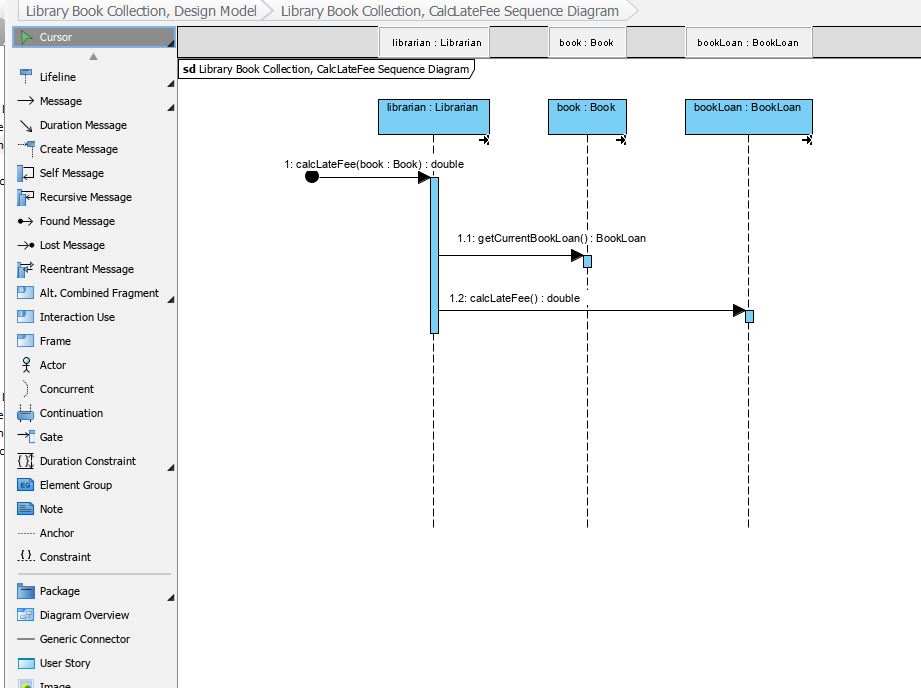 Library Book Collection, Design Model
Library Book Collection, CalcLateFee Sequence Diagram
Cursor
Lifeline
Message
Duration Message
Create Message
Self Message
Recursive Message
Found Message
Lost Message
Reentrant Message
Alt. Combined Fragment
Interaction Use
Frame
Actor
Concurrent
Continuation
Gate
Duration Constraint
EG
Element Group
Note
Anchor
Constraint
Package
Diagram Overview
Generic Connector
User Story
Image
librarian : Librarian
book : Book
bookLoan : BookLoan
sd Library Book Collection, CalcLateFee Sequence Diagram
librarian : Librarian
book : Book
bookLoan : BookLoan
1: calcLateFee(book : Book) : double
1.1: getCurrentBookLoan() : BookLoan
1.2: calcLateFee() : double